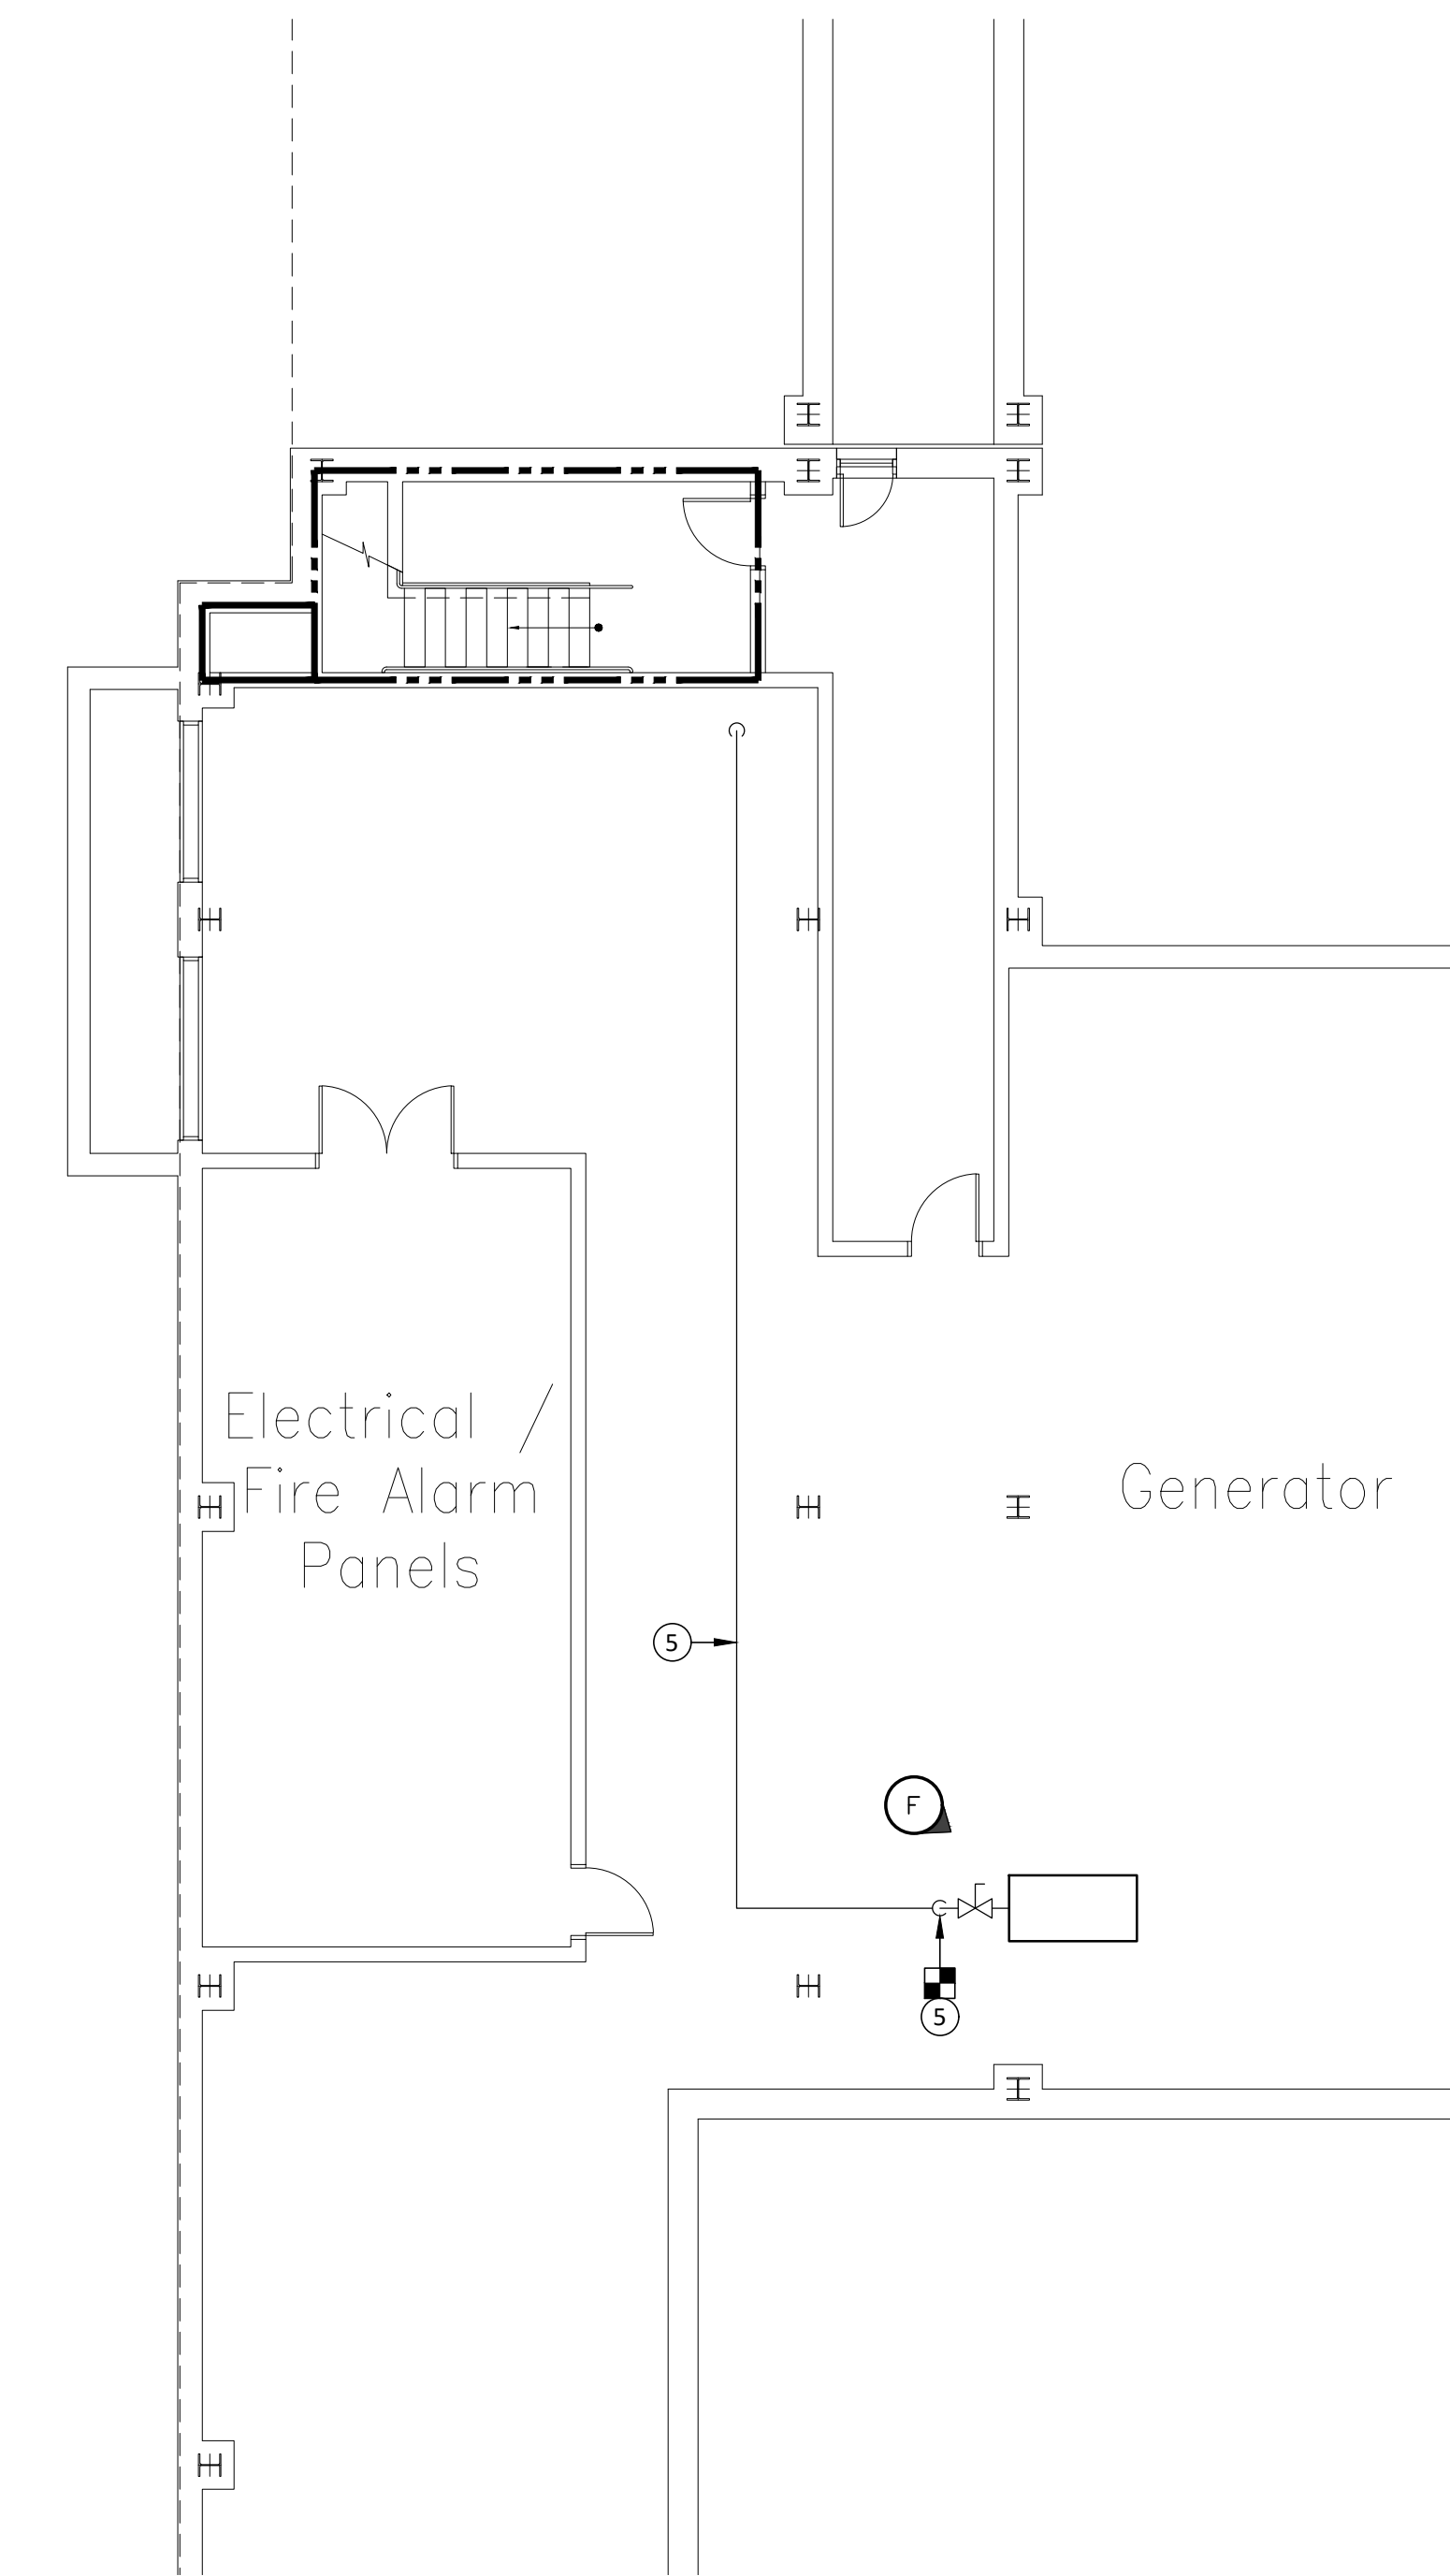 Electrical /
Fire Alarm
Panels
Generator
5
F
5